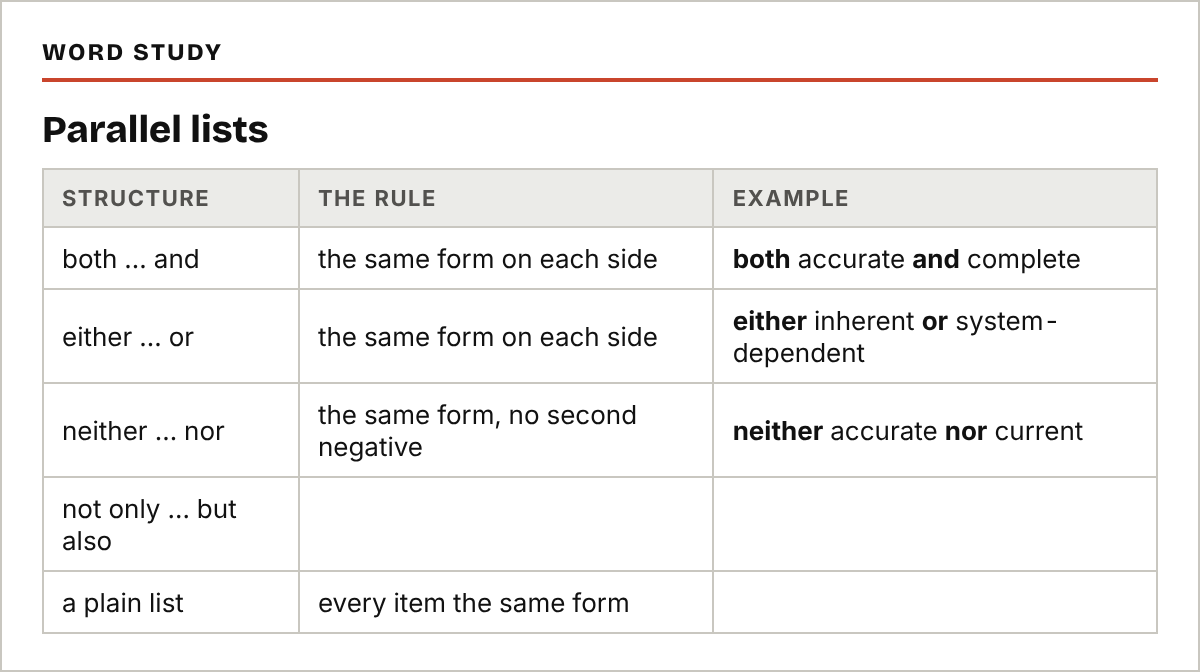 WORD STUDY
Parallel lists
STRUCTURE THE RULE EXAMPLE
both … and the same form on each side both accurate and complete
either … or the same form on each side either inherent or system-
dependent
neither … nor the same form, no second
negative neither accurate nor current
not only … but
also
a plain list every item the same form